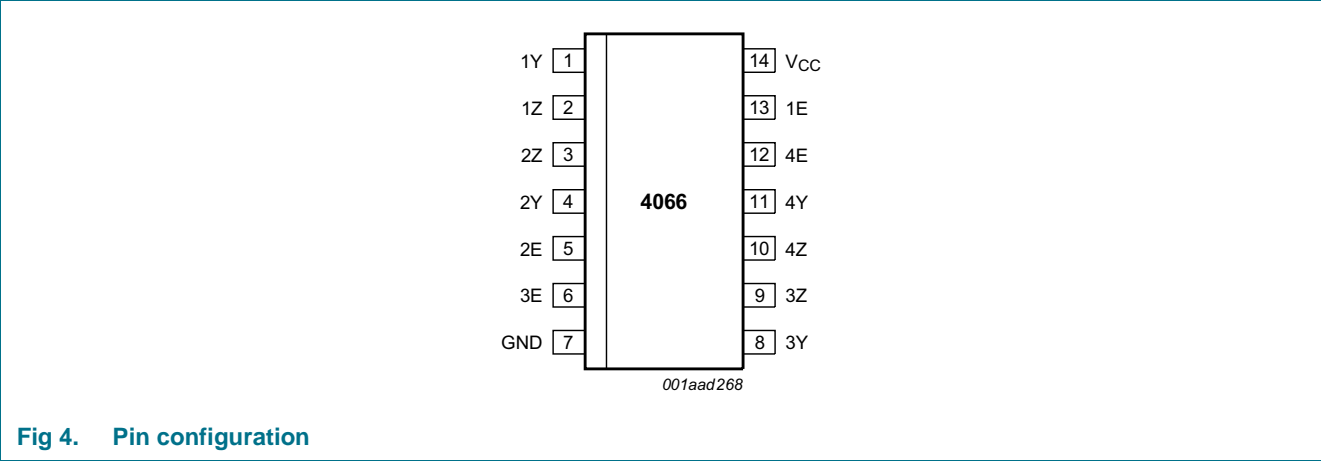 1Y 1 14 VCC
1Z 2 13 1E
2Z 3 12 4E
2Y 4 4066 11 4Y
2E 5 10 4Z
3E 6 9 3Z
GND 7 8 3Y
001aad268
Fig 4. Pin configuration